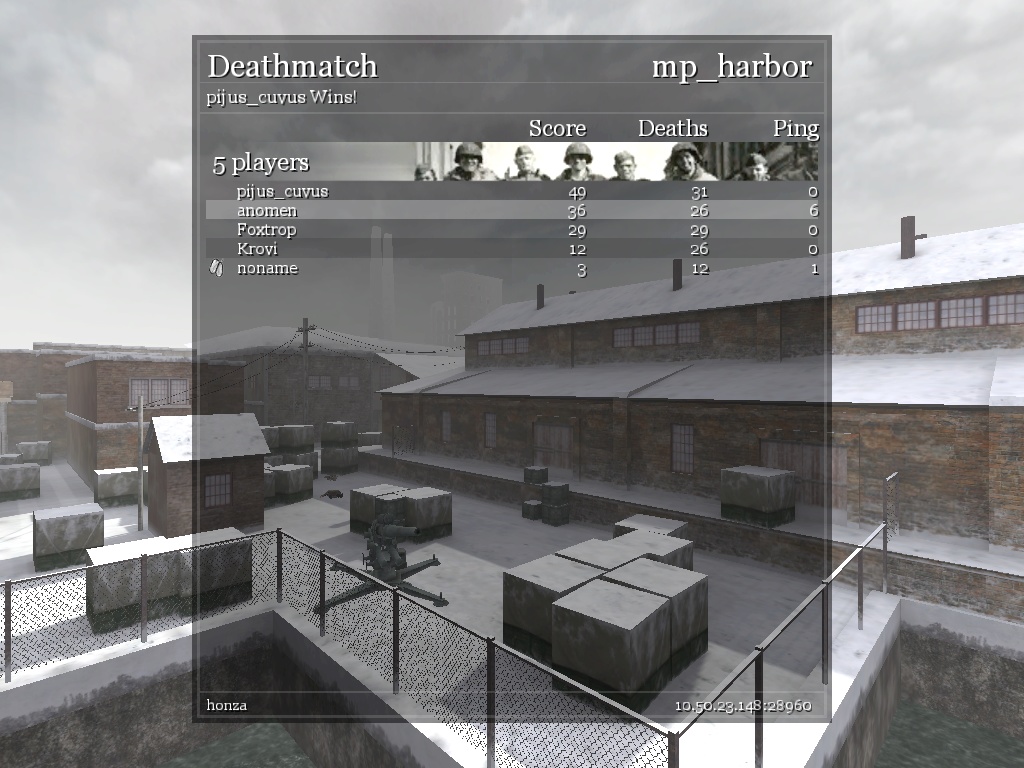 Deathmatch mp_harbor
pijus_cuvus Wins!
Score Deaths Ping
5 players
pijus_cuvus 49 31 0
anomen 36 26 6
Foxtrop 29 29 0
Krovi 12 26 0
noname 3 12 1
honza 10.50.23.148:28960